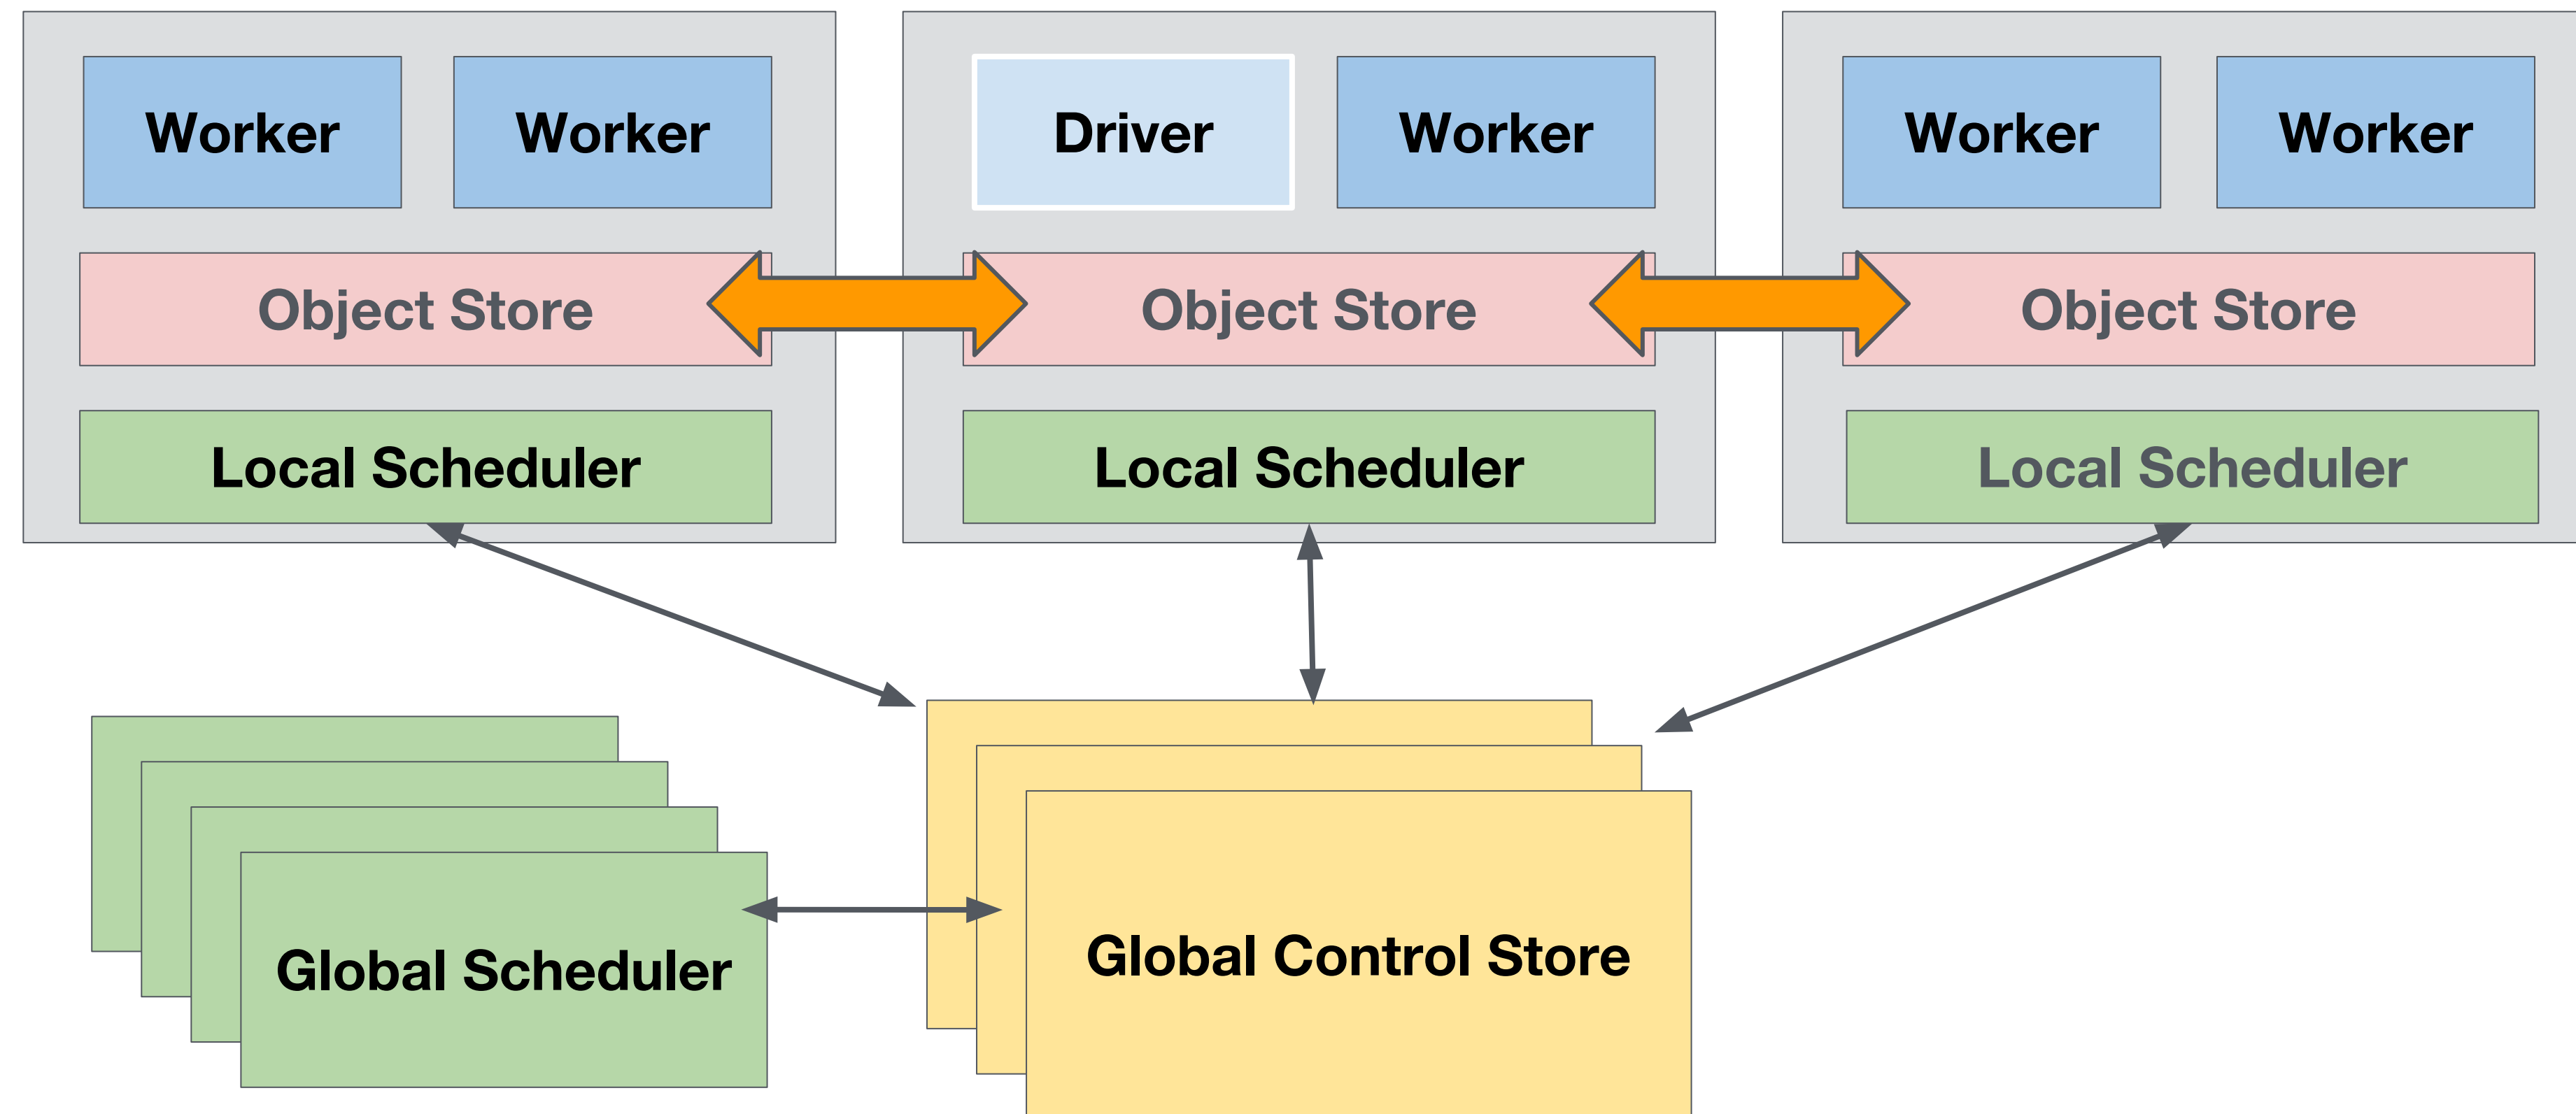 Worker
Worker
Driver
Worker
Worker
Worker
Object Store
Object Store
Object Store
Local Scheduler
Local Scheduler
Local Scheduler
Global Scheduler
Global Control Store